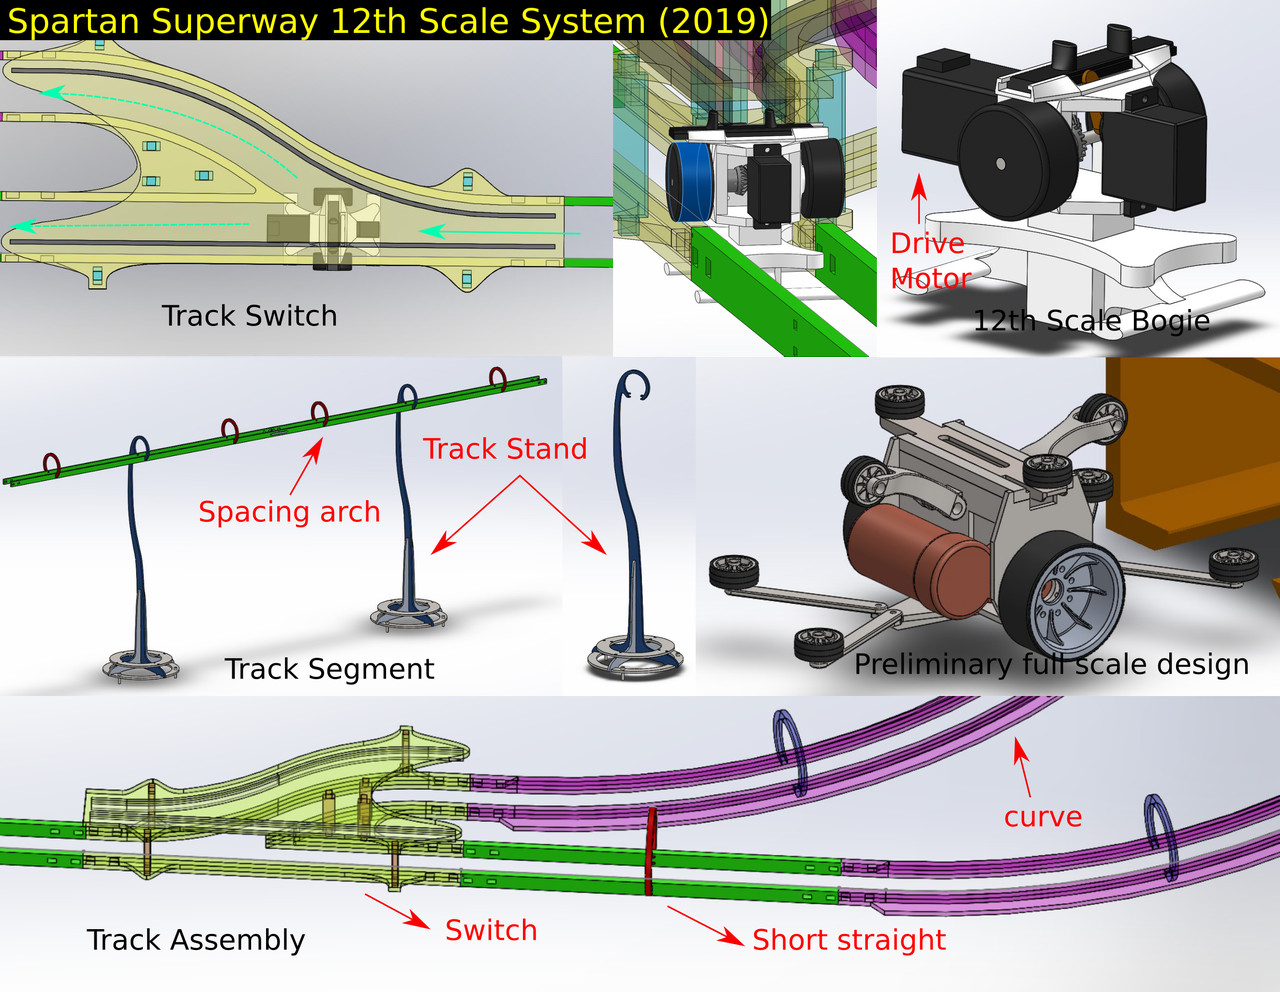 Spartan Superway 12th Scale System (2019)
Track Switch
Drive
Motor
12th Scale Bogie
Spacing arch
Track Stand
Track Segment
Preliminary full scale design
curve
Switch
Short straight
Track Assembly